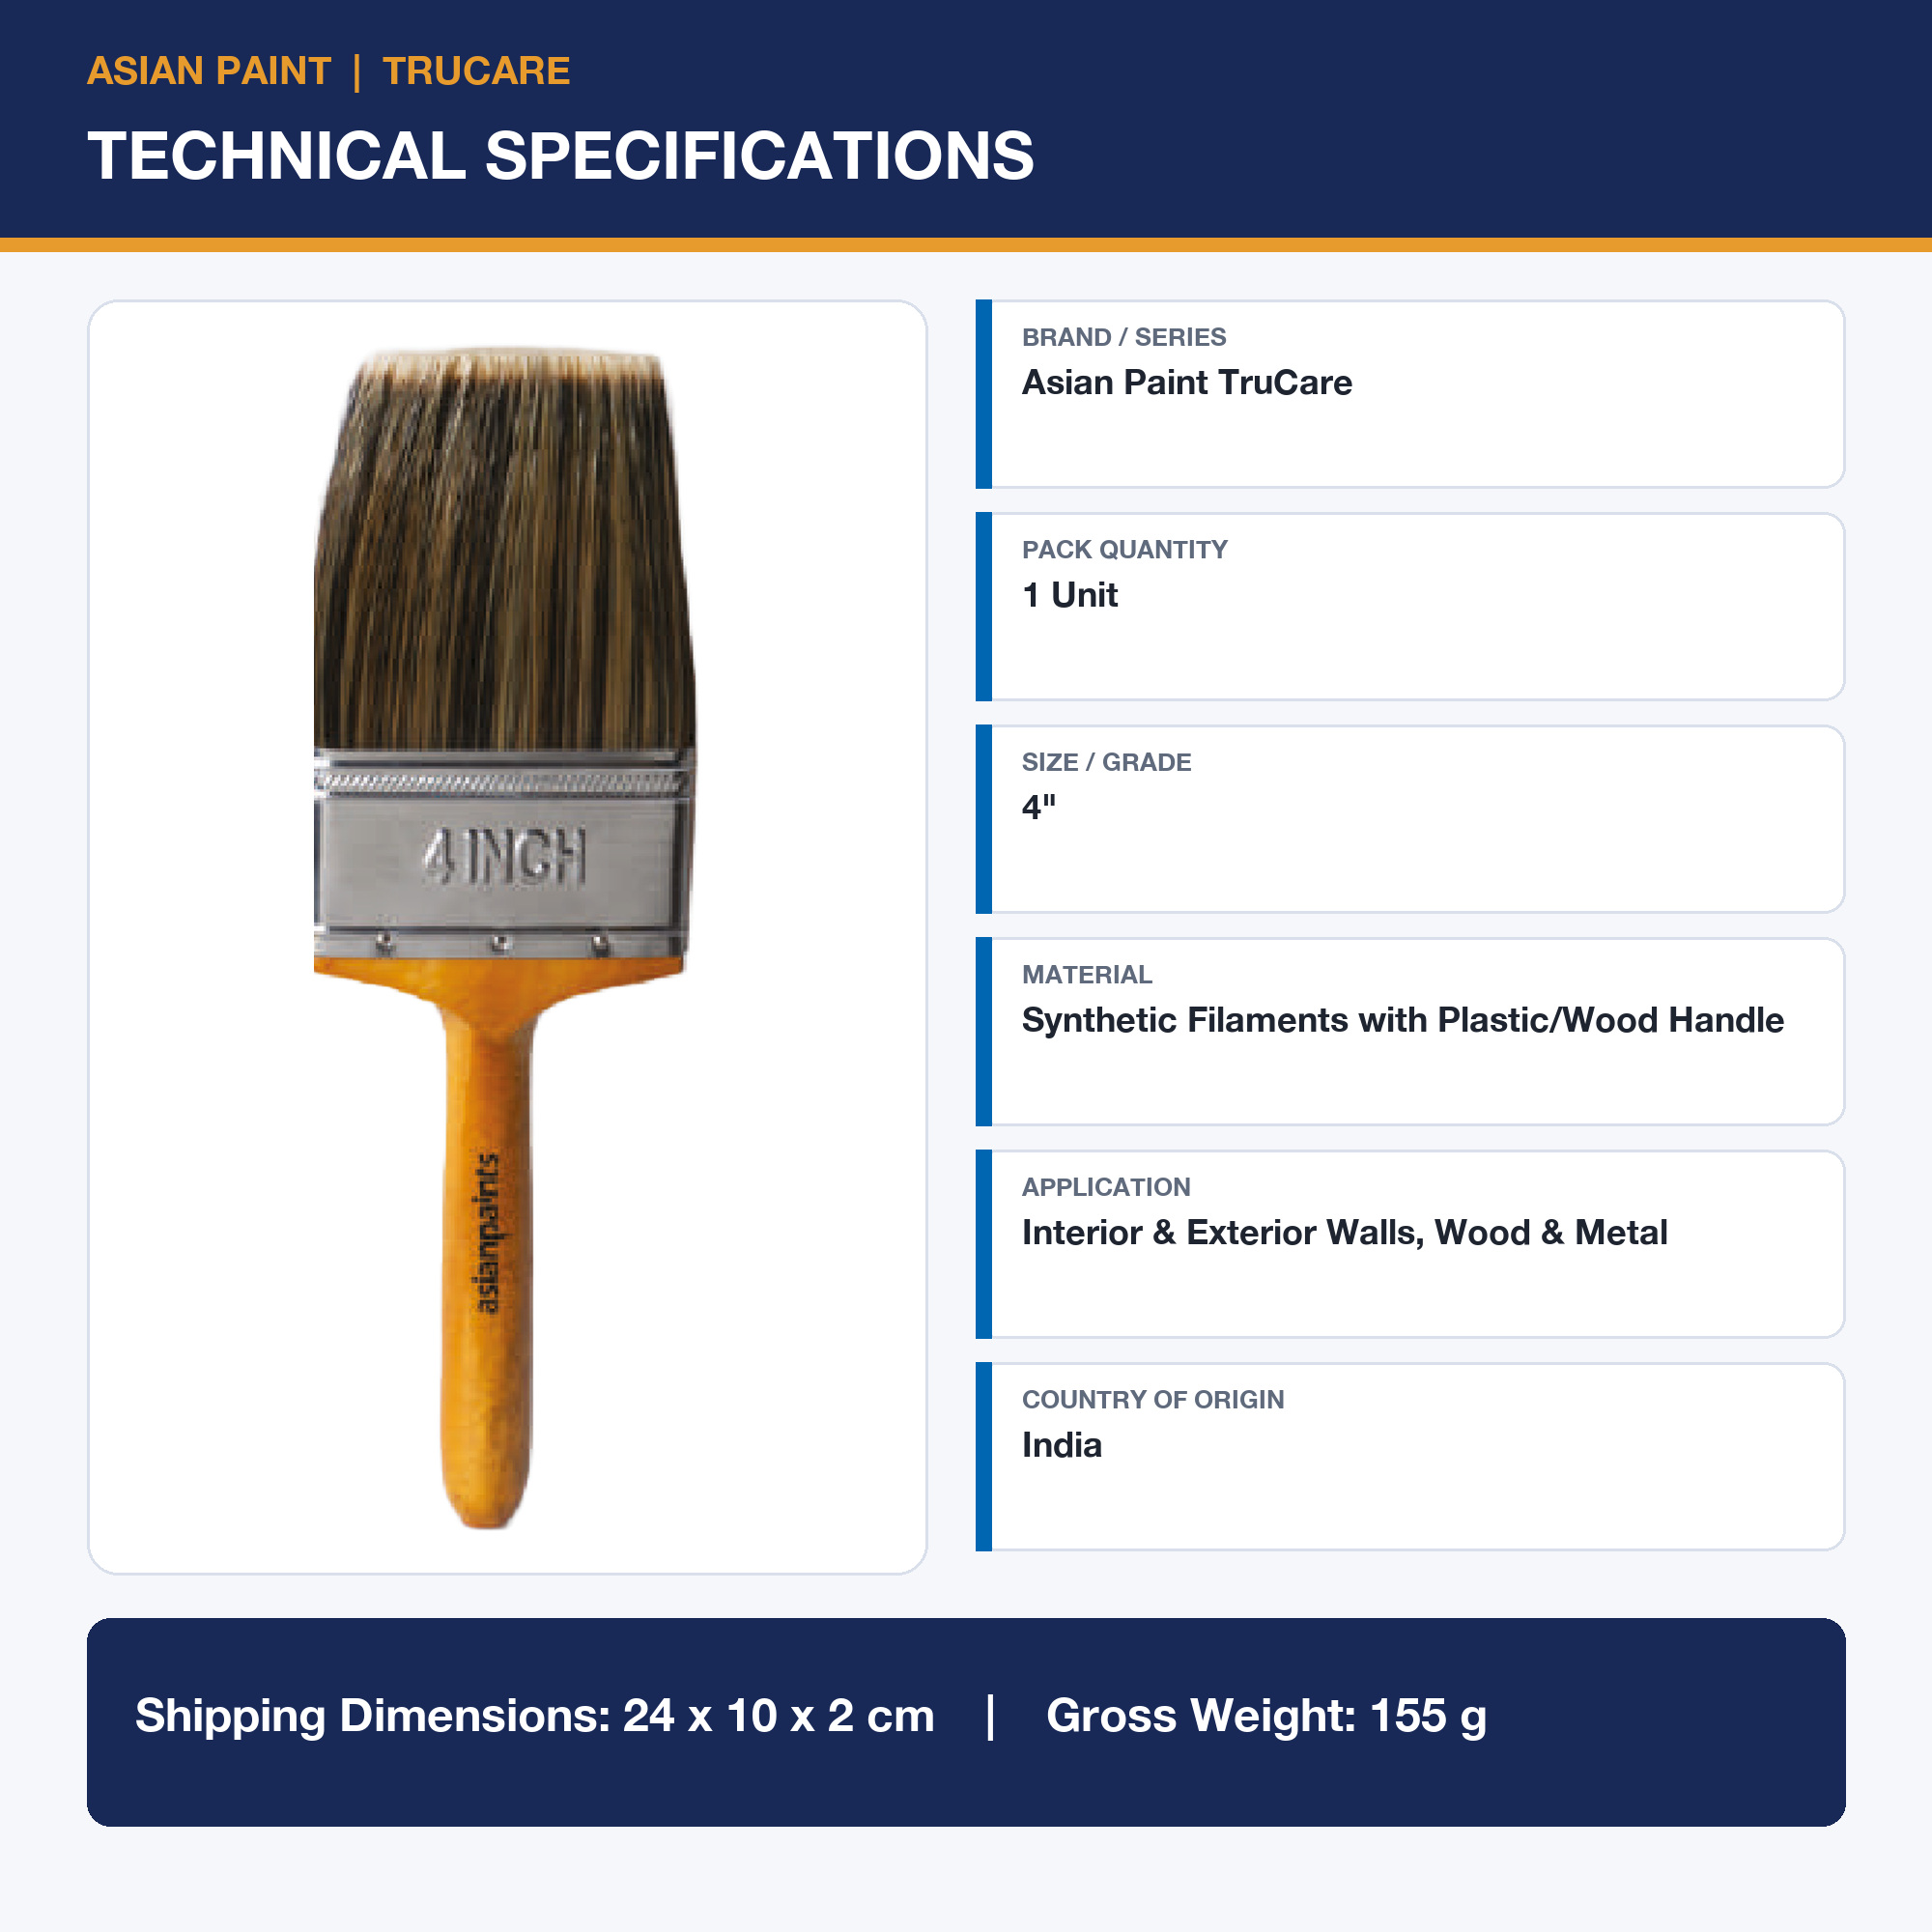 ASIAN PAINT | TRUCARE
TECHNICAL SPECIFICATIONS
4 INCH
asianpaints
BRAND / SERIES
Asian Paint TruCare
PACK QUANTITY
1 Unit
SIZE / GRADE
4"
MATERIAL
Synthetic Filaments with Plastic/Wood Handle
APPLICATION
Interior & Exterior Walls, Wood & Metal
COUNTRY OF ORIGIN
India
Shipping Dimensions: 24 x 10 x 2 cm | Gross Weight: 155 g